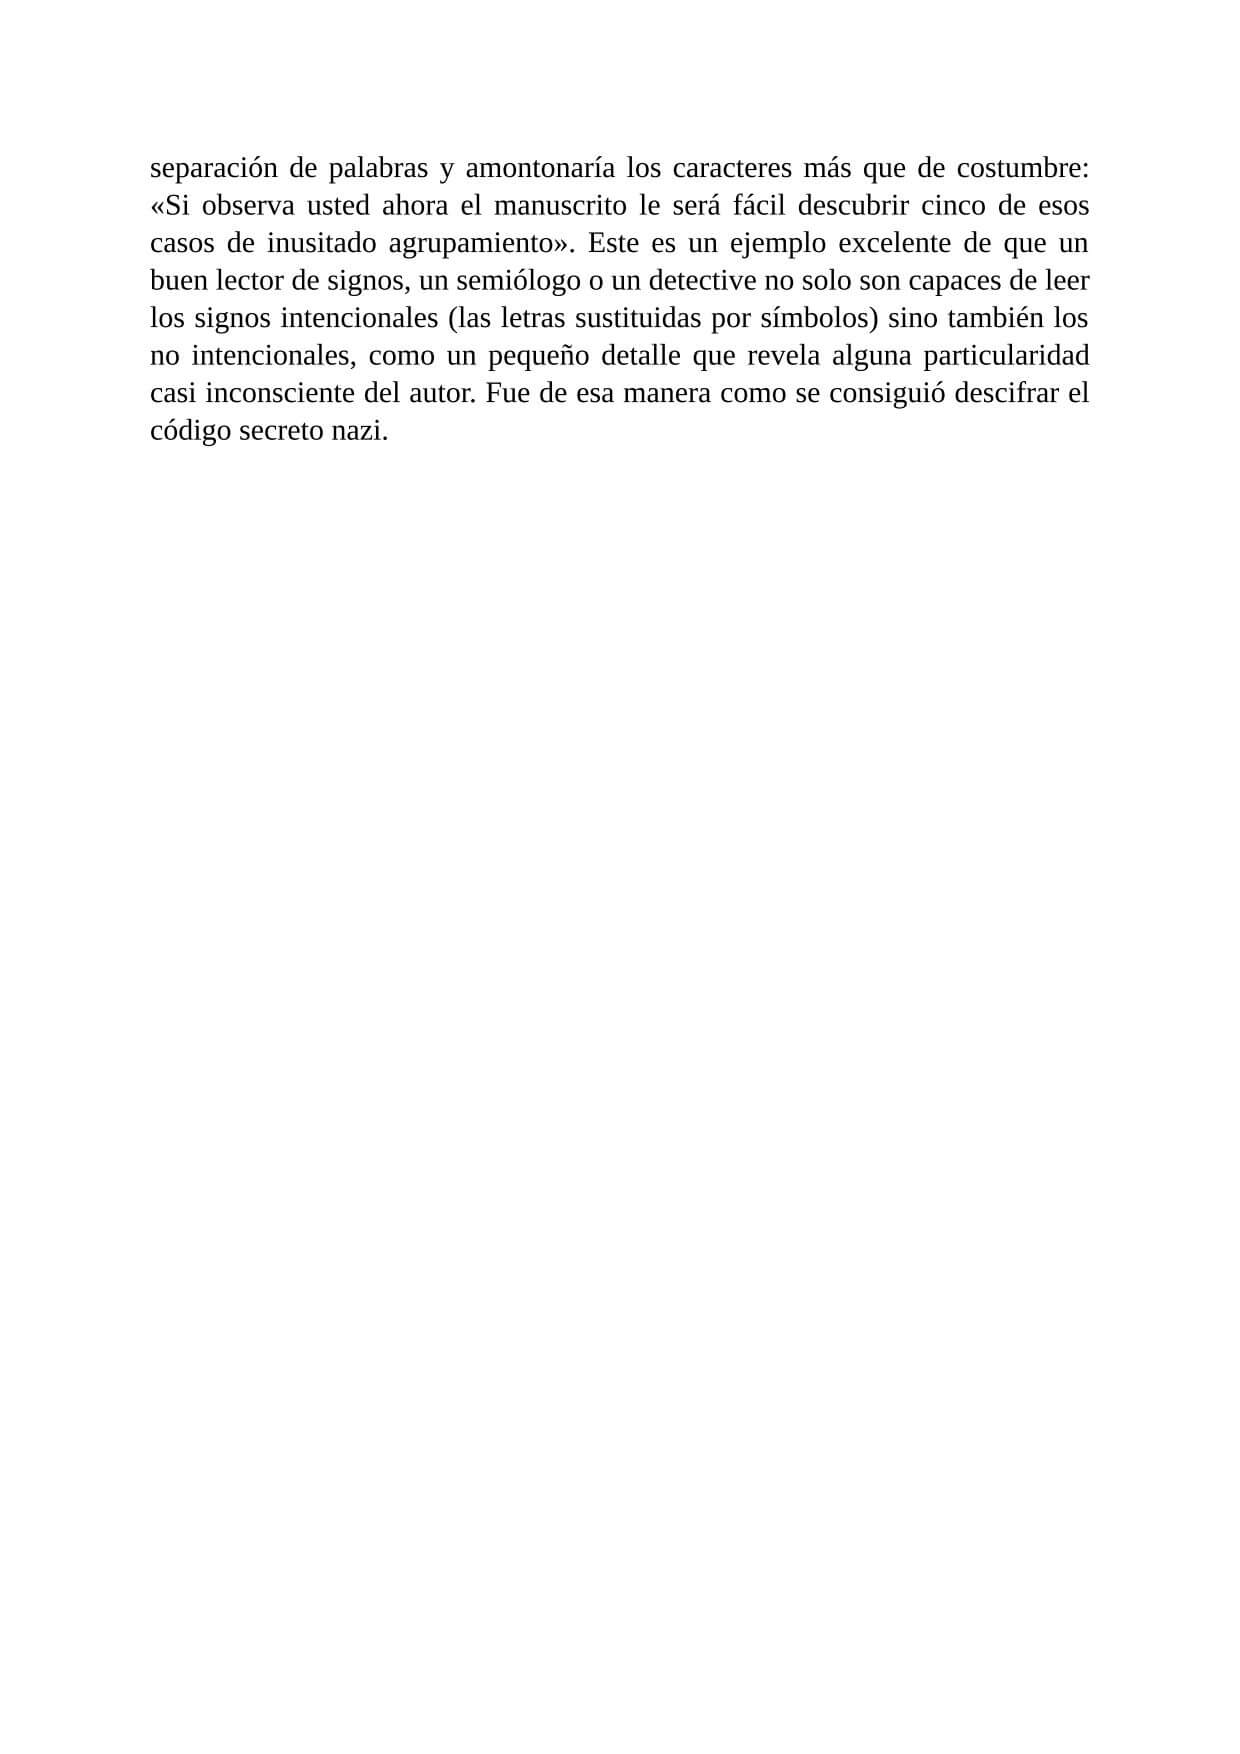 separación de palabras y amontonaría los caracteres más que de costumbre:
«Si observa usted ahora el manuscrito le será fácil descubrir cinco de esos
casos de inusitado agrupamiento». Este es un ejemplo excelente de que un
buen lector de signos, un semiólogo o un detective no solo son capaces de leer
los signos intencionales (las letras sustituidas por símbolos) sino también los
no intencionales, como un pequeño detalle que revela alguna particularidad
casi inconsciente del autor. Fue de esa manera como se consiguió descifrar el
código secreto nazi.